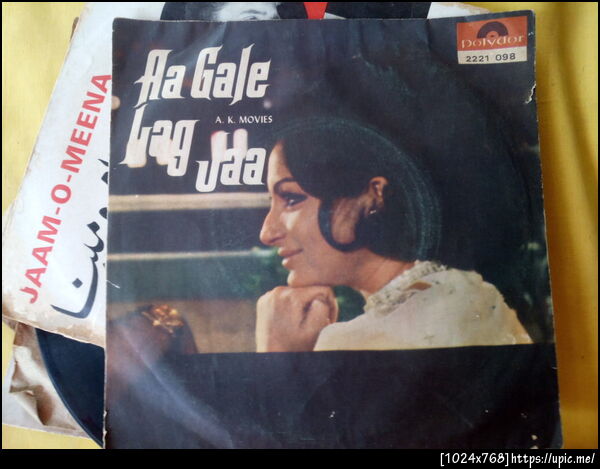 polydor
2221 098
Aa Gale
A. K. MOVIES
Lag
Jaa
JAAM-O-MEENA
[1024x768]https://upic.me/